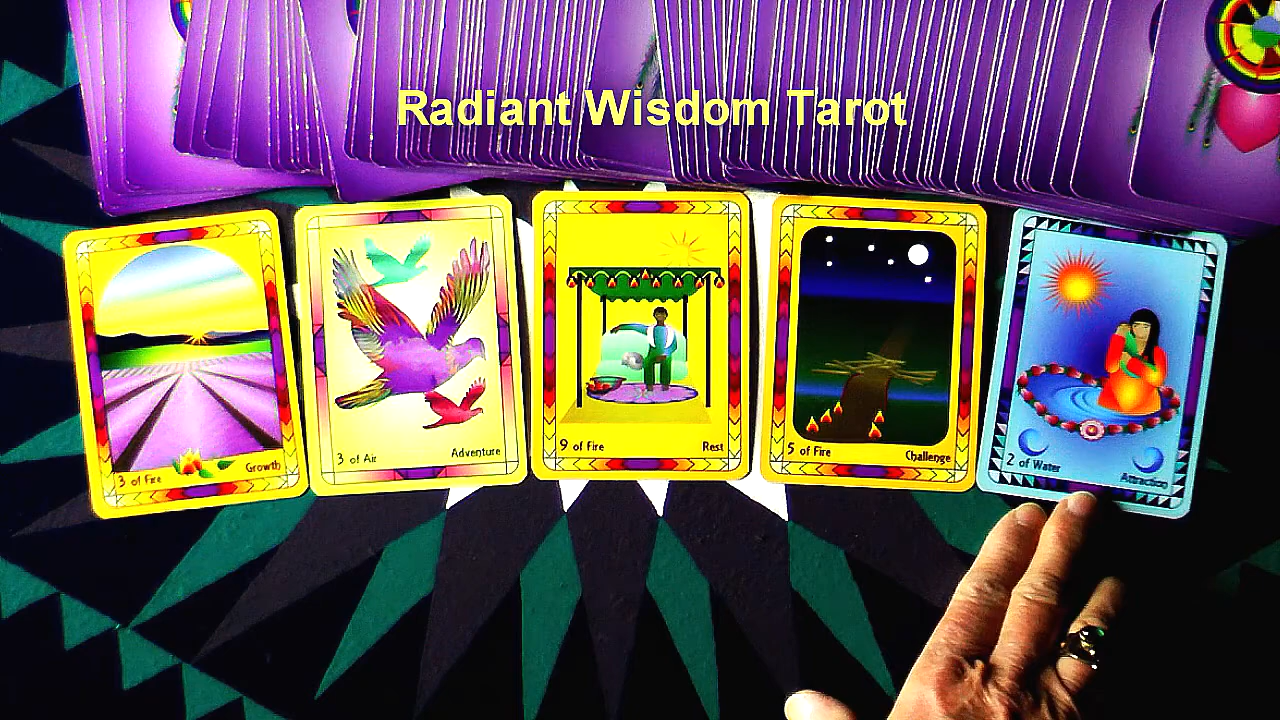 Radiant Wisdom Tarot
3 of Fire
Growth
3 of Air
Adventure
9 of Fire
Rest
5 of Fire
Challenge
2 of Water
Attraction